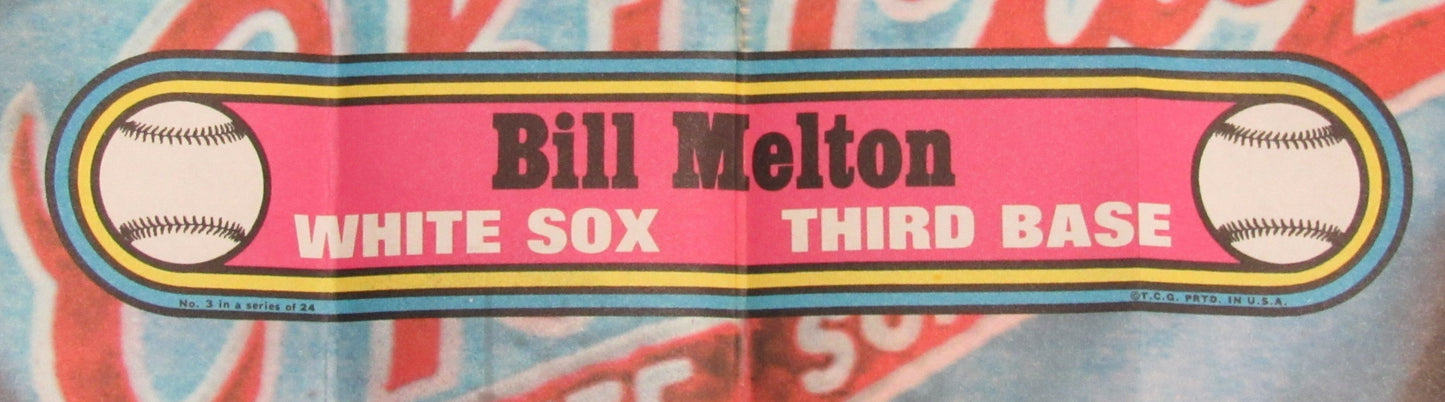 Bill Melton
WHITE SOX THIRD BASE
No. 3 in a series of 24
©T.C.G. PRTD. IN U.S.A.